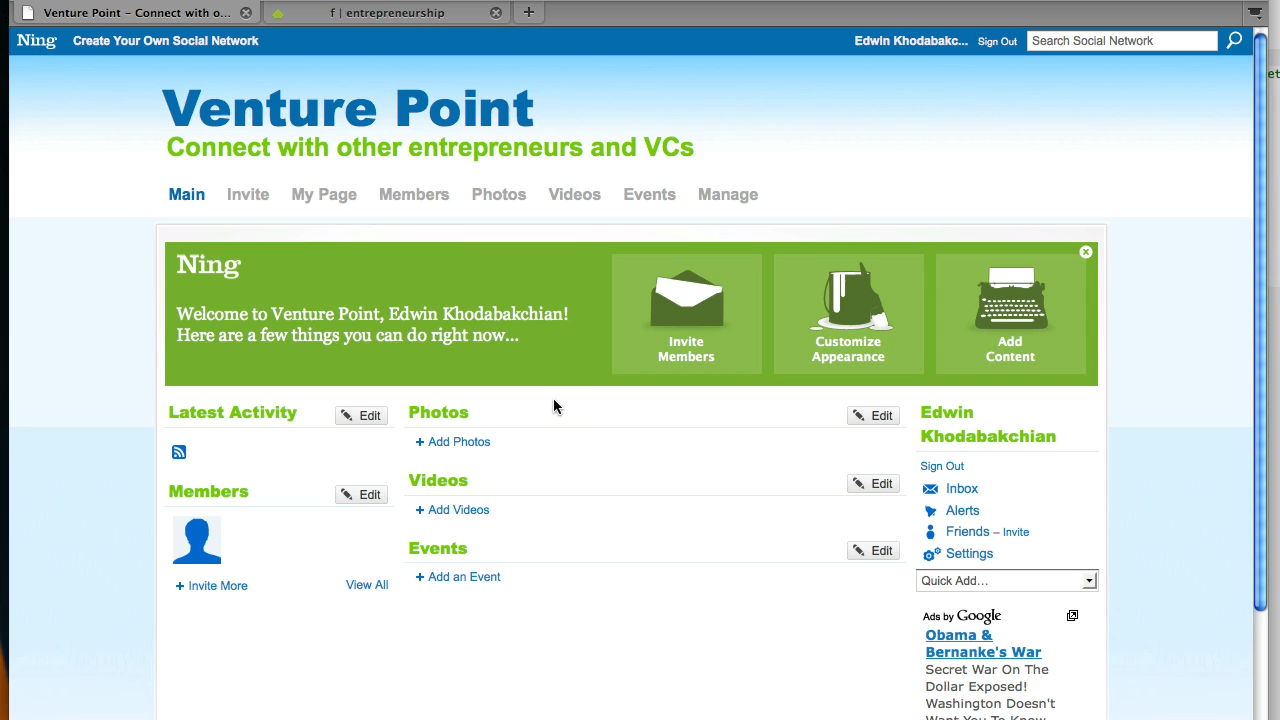 Venture Point – Connect with o...
f | entrepreneurship
Ning
Create Your Own Social Network
Edwin Khodabakc...
Sign Out
Search Social Network
et
Venture Point
Connect with other entrepreneurs and VCs
Main
Invite
My Page
Members
Photos
Videos
Events
Manage
Ning
Welcome to Venture Point, Edwin Khodabakchian!
Here are a few things you can do right now...
Invite
Members
Customize
Appearance
Add
Content
Latest Activity
Edit
Members
Edit
+ Invite More
View All
Photos
Edit
+ Add Photos
Videos
Edit
+ Add Videos
Events
Edit
+ Add an Event
Edwin
Khodabakchian
Sign Out
Inbox
Alerts
Friends – Invite
Settings
Quick Add...
Ads by Google
Obama &
Bernanke's War
Secret War On The
Dollar Exposed!
Washington Doesn't
Want You To Know